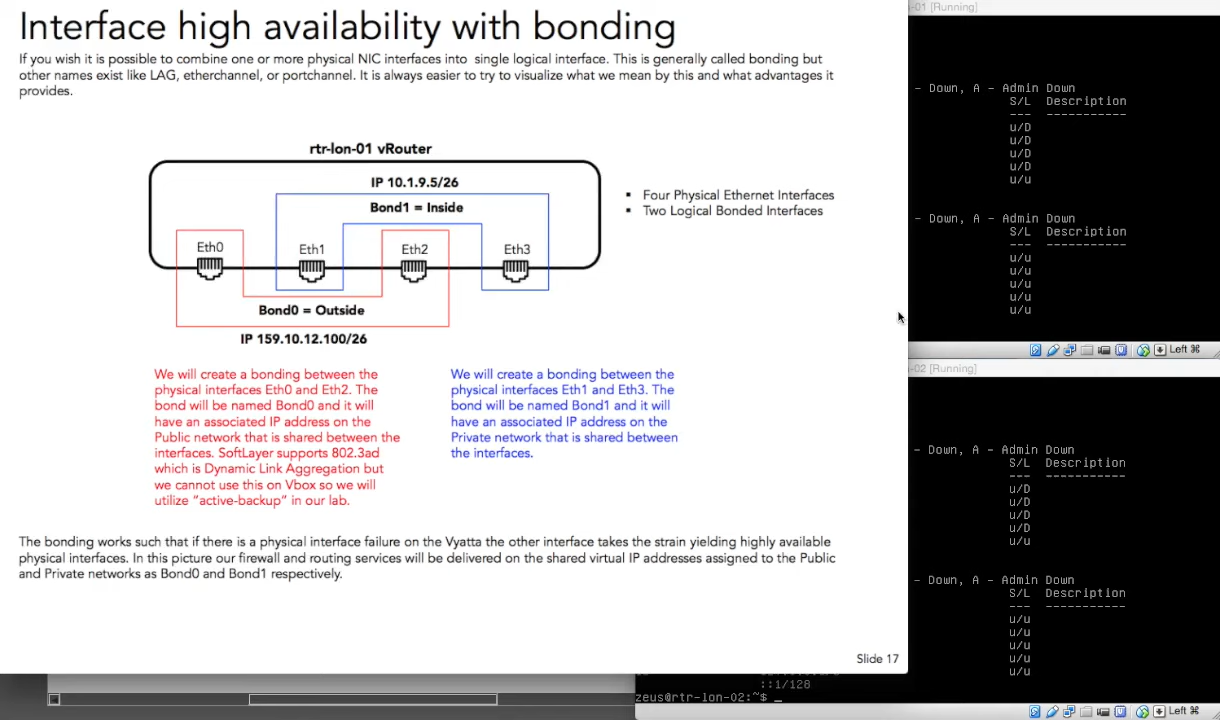 Interface high availability with bonding
If you wish it is possible to combine one or more physical NIC interfaces into  single logical interface. This is generally called bonding but
other names exist like LAG, etherchannel, or portchannel. It is always easier to try to visualize what we mean by this and what advantages it
provides.
rtr-lon-01 vRouter
IP 10.1.9.5/26
Bond1 = Inside
Eth0
Eth1
Eth2
Eth3
Bond0 = Outside
IP 159.10.12.100/26
▪ Four Physical Ethernet Interfaces
▪ Two Logical Bonded Interfaces
We will create a bonding between the
physical interfaces Eth0 and Eth2. The
bond will be named Bond0 and it will
have an associated IP address on the
Public network that is shared between the
interfaces. SoftLayer supports 802.3ad
which is Dynamic Link Aggregation but
we cannot use this on Vbox so we will
utilize "active-backup" in our lab.
We will create a bonding between the
physical interfaces Eth1 and Eth3. The
bond will be named Bond1 and it will
have an associated IP address on the
Private network that is shared between
the interfaces.
The bonding works such that if there is a physical interface failure on the Vyatta the other interface takes the strain yielding highly available
physical interfaces. In this picture our firewall and routing services will be delivered on the shared virtual IP addresses assigned to the Public
and Private networks as Bond0 and Bond1 respectively.
Slide 17
-01 [Running]
- Down, A - Admin Down
S/L  Description
---  -----------
u/D
u/D
u/D
u/D
u/u
- Down, A - Admin Down
S/L  Description
---  -----------
u/u
u/u
u/u
u/u
u/u
Left ⌘
-02 [Running]
- Down, A - Admin Down
S/L  Description
---  -----------
u/D
u/D
u/D
u/D
u/u
- Down, A - Admin Down
S/L  Description
---  -----------
u/u
u/u
u/u
u/u
u/u
::1/128
zeus@rtr-lon-02:~$ _
Left ⌘